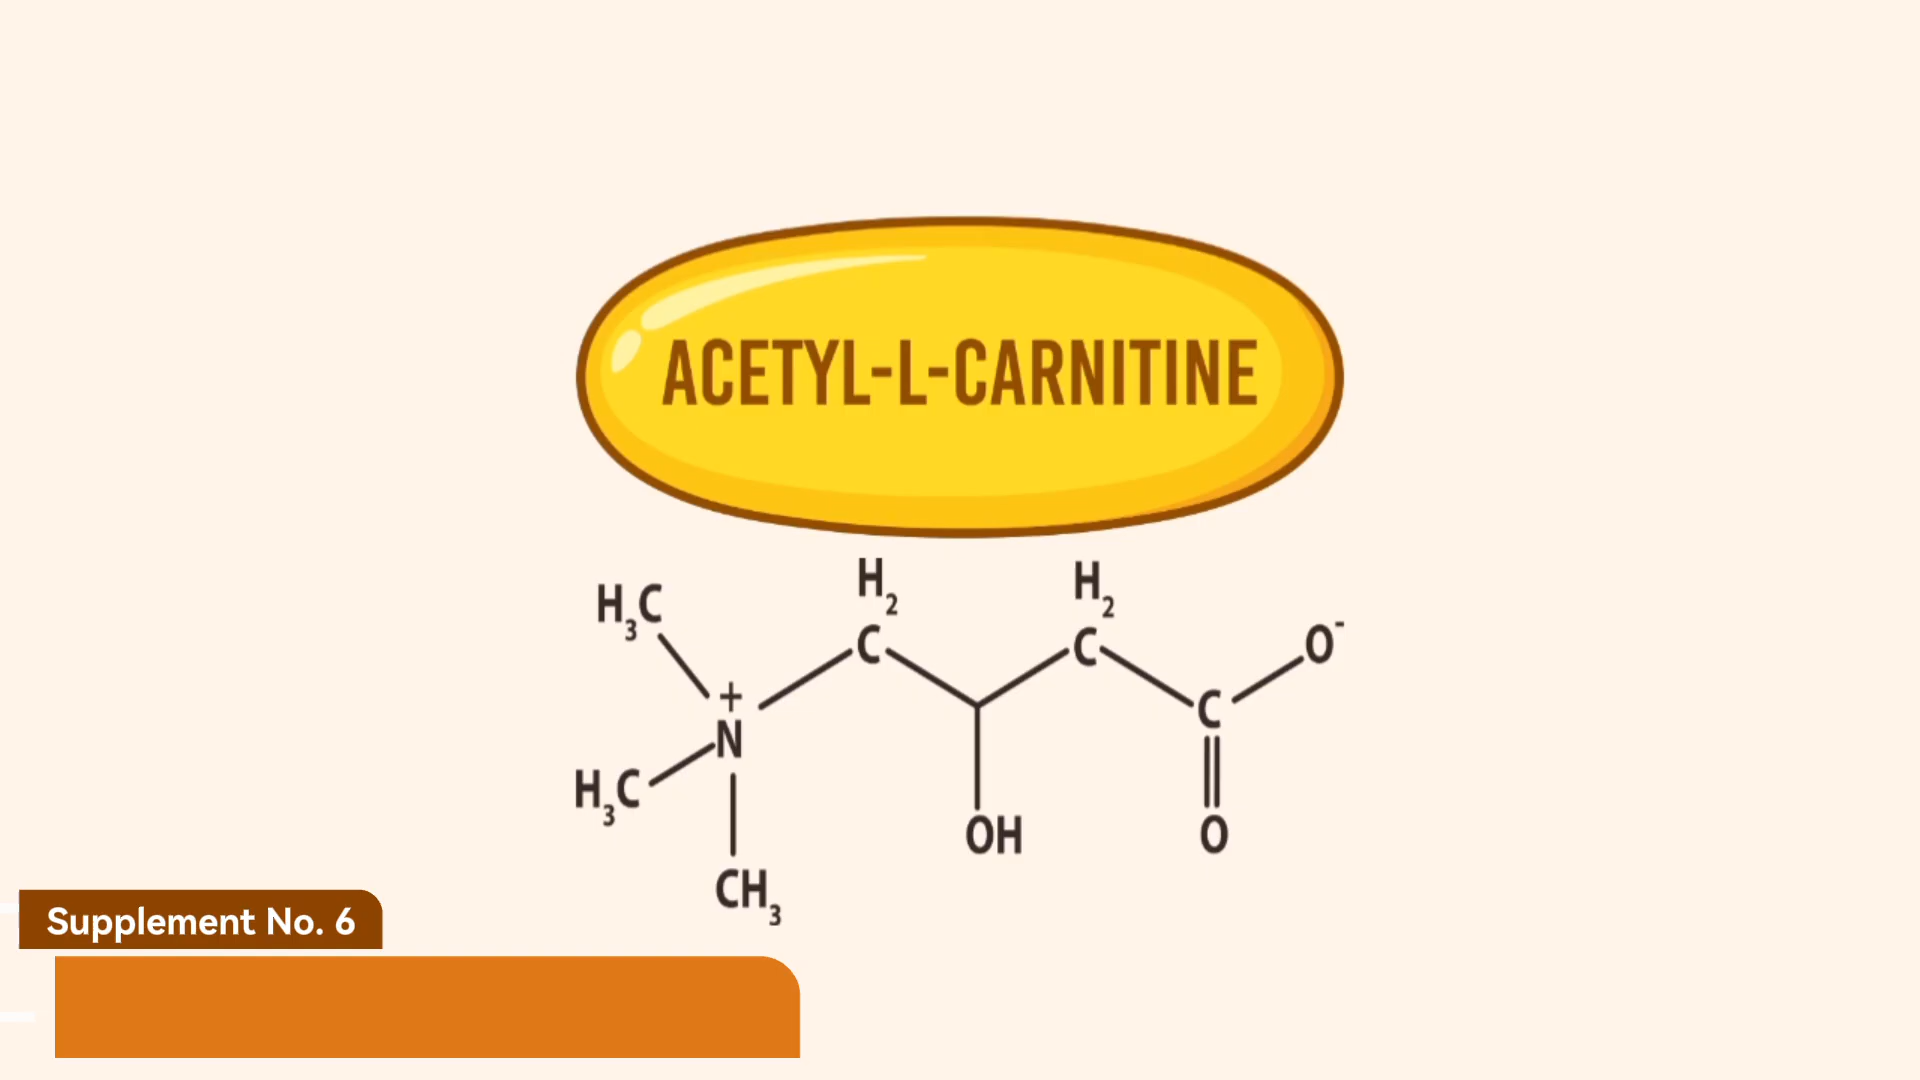 ACETYL-L-CARNITINE
H₂ H₂
H₃C
C C O⁻
+
N C
H₃C
OH O
CH₃
Supplement No. 6